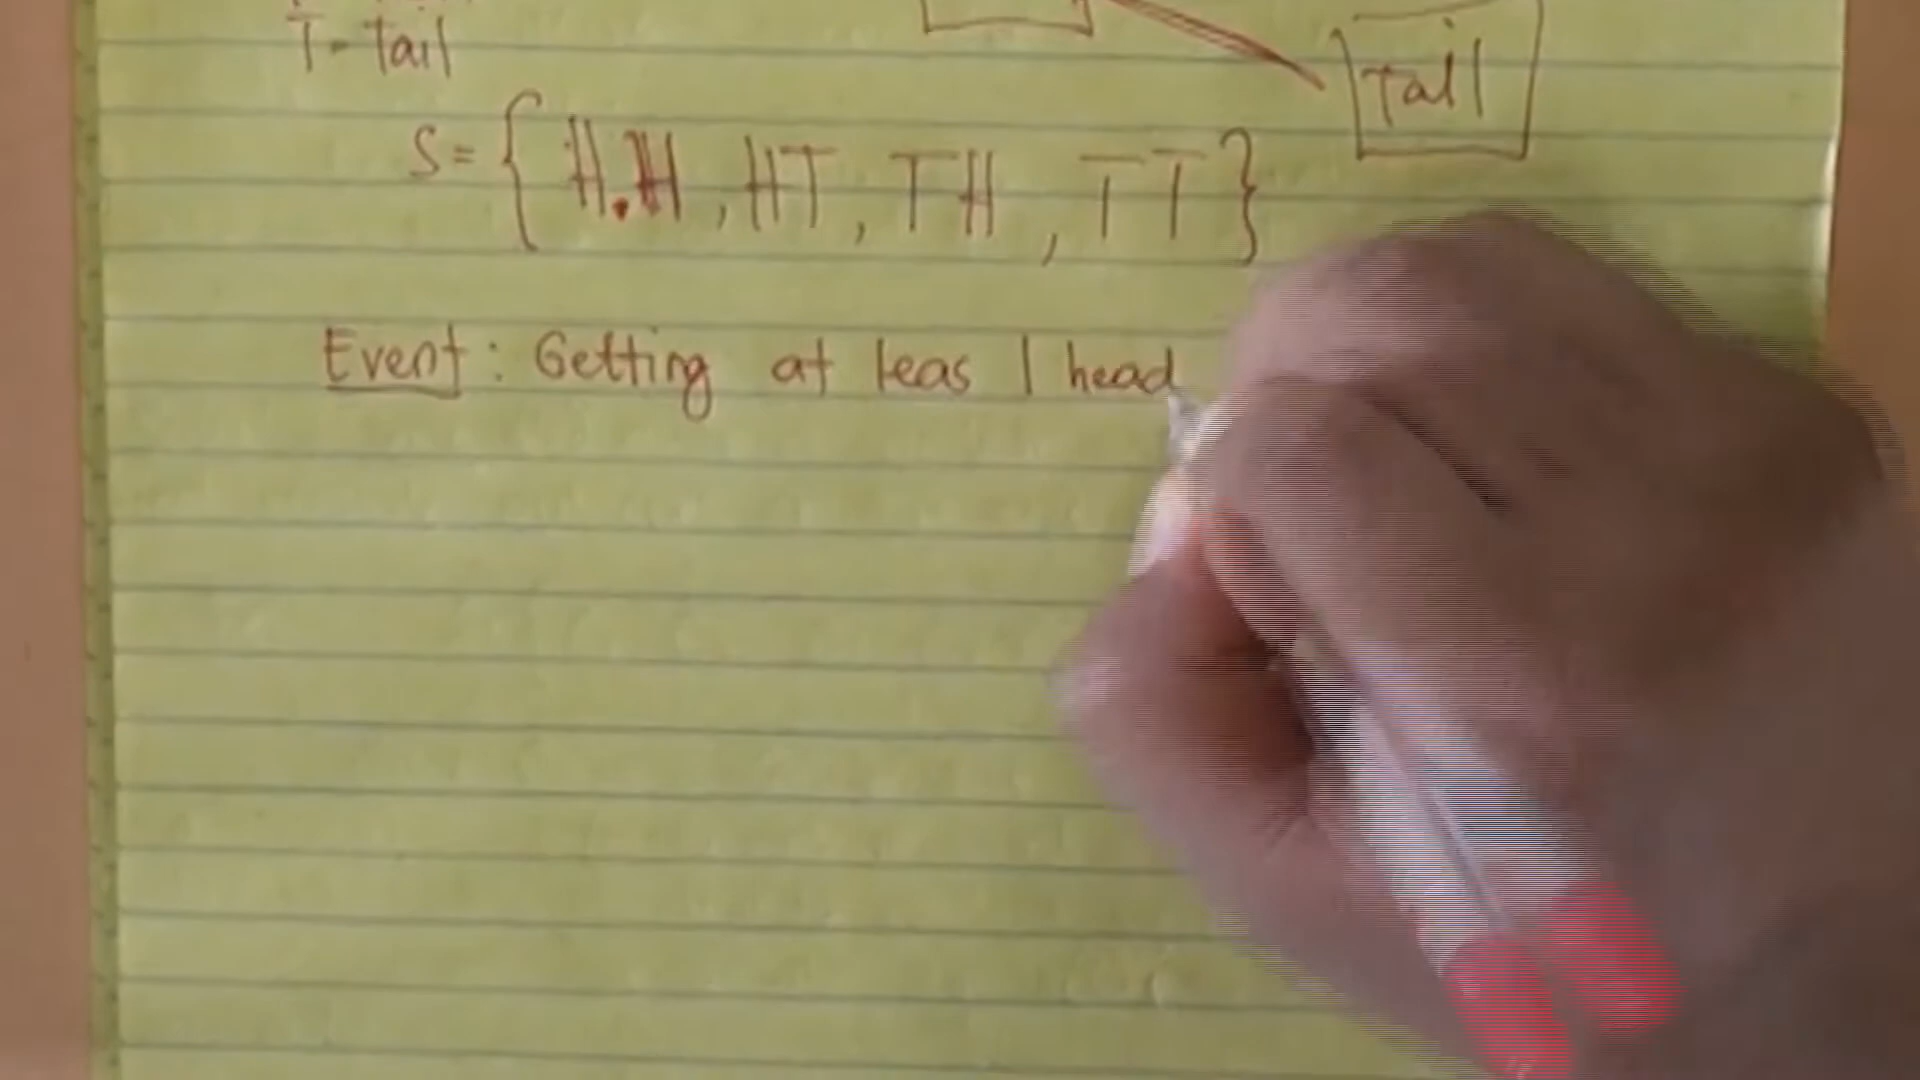 T - Tail
Tail
S = { HH, HT, TH, TT }
Event: Getting at leas 1 head